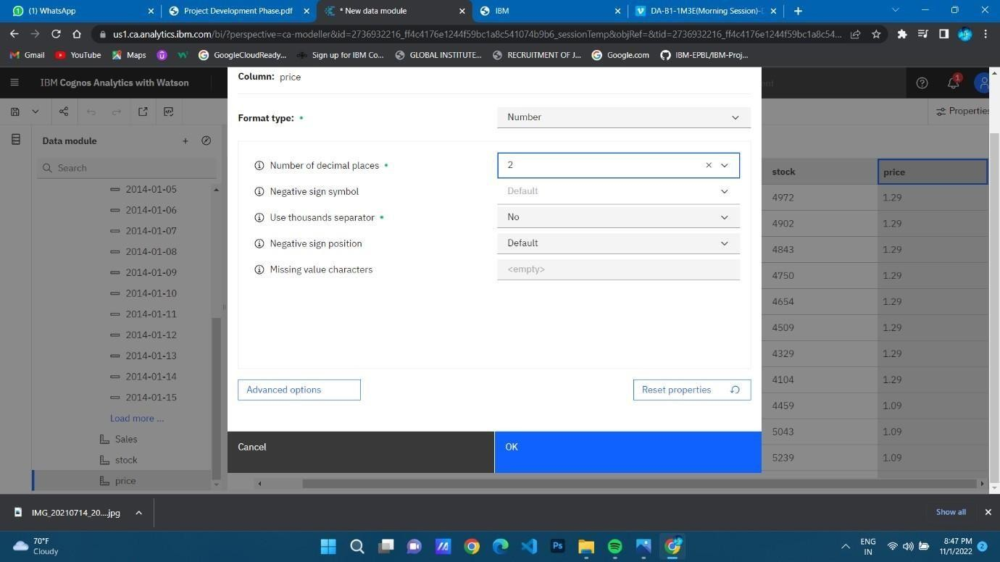 (1) WhatsApp
Project Development Phase.pdf
* New data module
IBM
DA-B1-1M3E(Morning Session)-D
us1.ca.analytics.ibm.com/bi/?perspective=ca-modeller&id=2736932216_ff4c4176e1244f59bc1a8c541074b9b6_sessionTemp&objRef=&tid=2736932216_ff4c4176e1244f59bc1a8c54...
Gmail
YouTube
Maps
GoogleCloudReady...
Sign up for IBM Co...
GLOBAL INSTITUTE...
RECRUITMENT OF J...
Google.com
IBM-EPBL/IBM-Proj...
IBM Cognos Analytics with Watson
1
Properties
Data module
Search
2014-01-05
2014-01-06
2014-01-07
2014-01-08
2014-01-09
2014-01-10
2014-01-11
2014-01-12
2014-01-13
2014-01-14
2014-01-15
Load more ...
Sales
stock
price
Column: price
Format type: Number
Number of decimal places 2
Negative sign symbol Default
Use thousands separator No
Negative sign position Default
Missing value characters <empty>
Advanced options
Reset properties
Cancel
OK
stock price
4972 1.29
4902 1.29
4843 1.29
4750 1.29
4654 1.29
4509 1.29
4329 1.29
4104 1.29
4459 1.09
5043 1.09
5239 1.09
IMG_20210714_20....jpg
Show all
70°F
Cloudy
Ps
ENG
IN
8:47 PM
11/1/2022
2